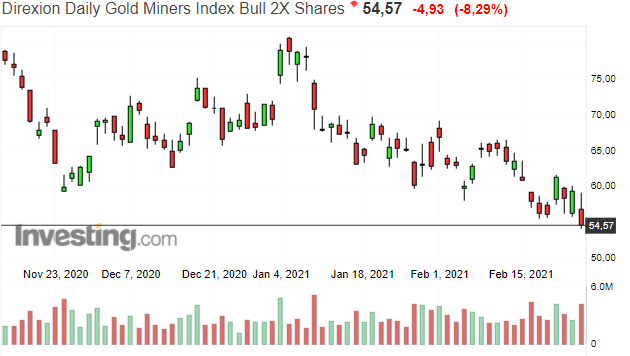 Direxion Daily Gold Miners Index Bull 2X Shares 54,57 -4,93 (-8,29%)
75,00
70,00
65,00
60,00
54,57
50,00
Investing.com
Nov 23, 2020 Dec 7, 2020 Dec 21, 2020 Jan 4, 2021 Jan 18, 2021 Feb 1, 2021 Feb 15, 2021
6.0M
0